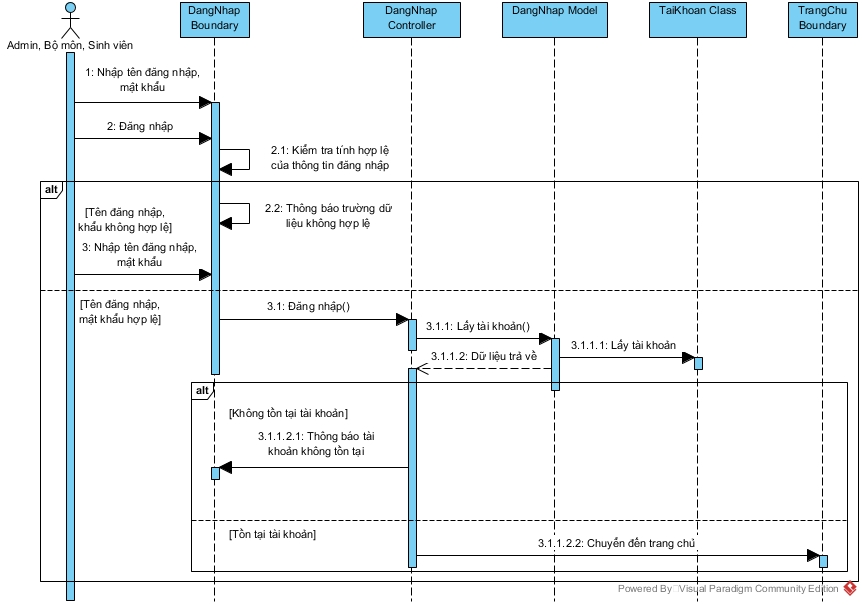 DangNhap
Boundary
DangNhap
Controller
DangNhap Model
TaiKhoan Class
TrangChu
Boundary
Admin, Bộ môn, Sinh viên
1: Nhập tên đăng nhập,
mật khẩu
2: Đăng nhập
2.1: Kiểm tra tính hợp lệ
của thông tin đăng nhập
alt
[Tên đăng nhập,
khẩu không hợp lệ]
2.2: Thông báo trường dữ
liệu không hợp lệ
3: Nhập tên đăng nhập,
mật khẩu
[Tên đăng nhập,
mật khẩu hợp lệ]
3.1: Đăng nhập()
3.1.1: Lấy tài khoản()
3.1.1.1: Lấy tài khoản
3.1.1.2: Dữ liệu trả về
alt
[Không tồn tại tài khoản]
3.1.1.2.1: Thông báo tài
khoản không tồn tại
[Tồn tại tài khoản]
3.1.1.2.2: Chuyển đến trang chủ
Powered By Visual Paradigm Community Edition